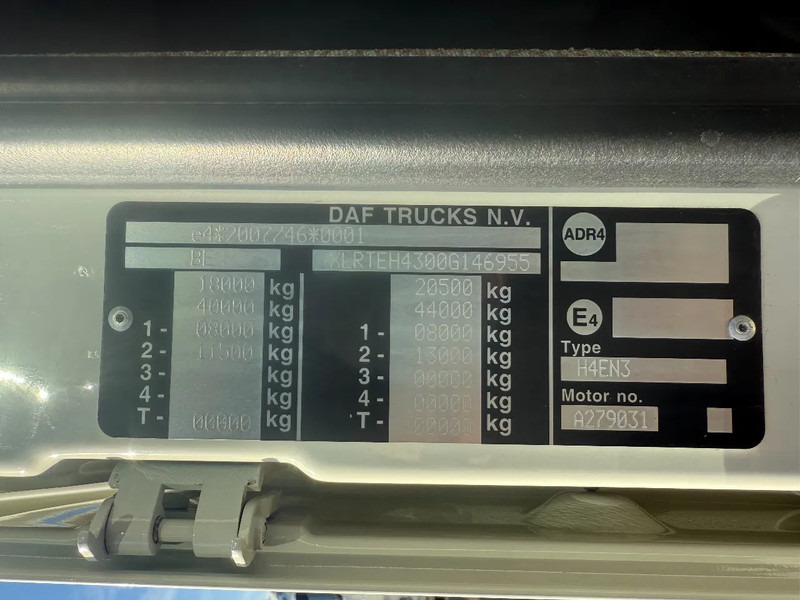 DAF TRUCKS N.V.
e4*2007/46*0001
BE XLRTEH4300G146955
18000 kg 20500 kg
40000 kg 44000 kg
1- 08000 kg 1- 08000 kg
2- 11500 kg 2- 13000 kg
3- kg 3- 00000 kg
4- kg 4- 00000 kg
T- 00000 kg T- 00000 kg
ADR4
E4
Type
H4EN3
Motor no.
A279031